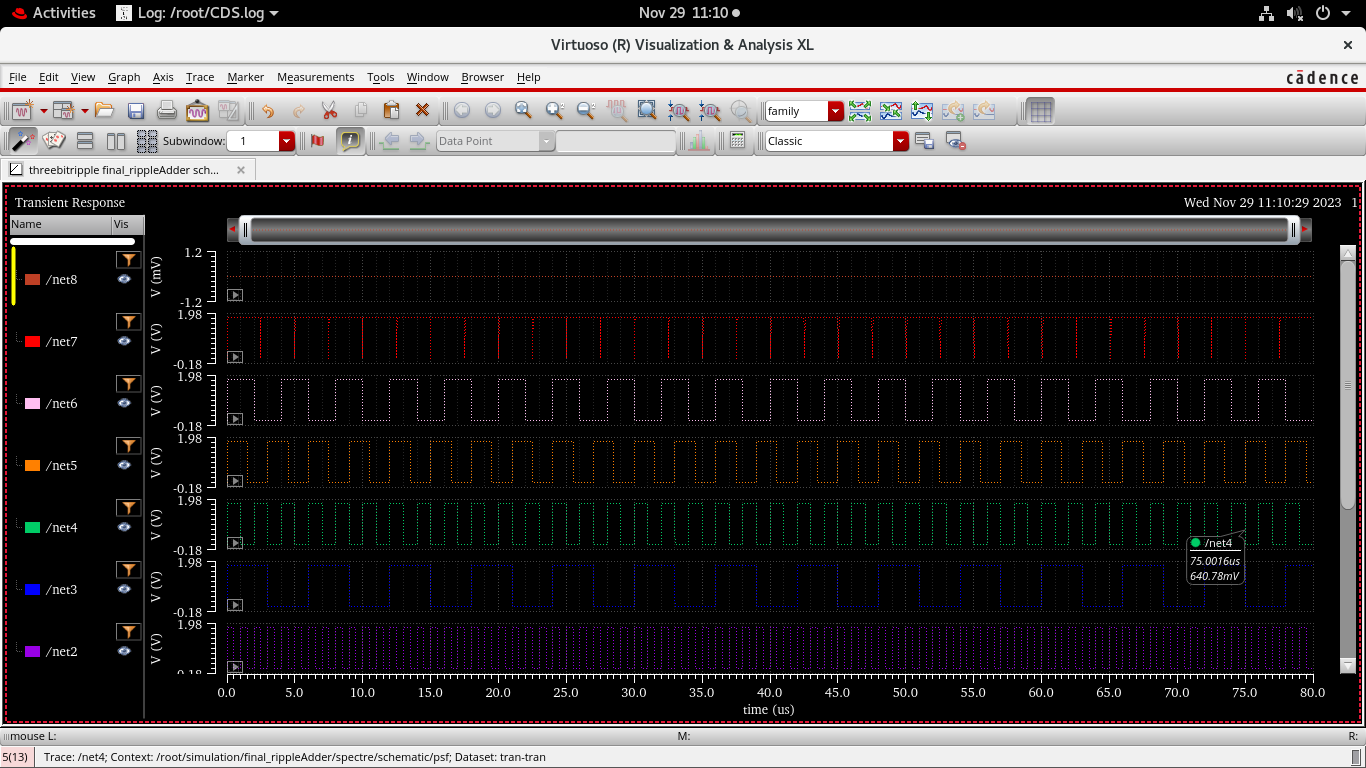 Activities
Log: /root/CDS.log
Nov 29 11:10
Virtuoso (R) Visualization & Analysis XL
File Edit View Graph Axis Trace Marker Measurements Tools Window Browser Help
cādence
family
Subwindow: 1
Data Point
Classic
threebitripple final_rippleAdder sch...
Transient Response
Wed Nov 29 11:10:29 2023 1
Name Vis
/net8
1.2
V (mV)
-1.2
/net7
1.98
V (V)
-0.18
/net6
1.98
V (V)
-0.18
/net5
1.98
V (V)
-0.18
/net4
1.98
V (V)
-0.18
/net4
75.0016us
640.78mV
/net3
1.98
V (V)
-0.18
/net2
1.98
V (V)
-0.18
0.0 5.0 10.0 15.0 20.0 25.0 30.0 35.0 40.0 45.0 50.0 55.0 60.0 65.0 70.0 75.0 80.0
time (us)
mouse L: M: R:
5(13) Trace: /net4; Context: /root/simulation/final_rippleAdder/spectre/schematic/psf; Dataset: tran-tran